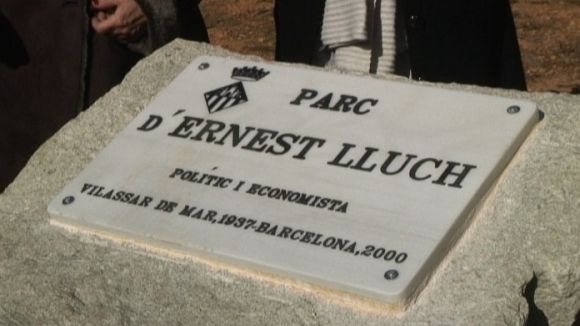 PARC
D'ERNEST LLUCH
POLÍTIC I ECONOMISTA
VILASSAR DE MAR,1937-BARCELONA,2000